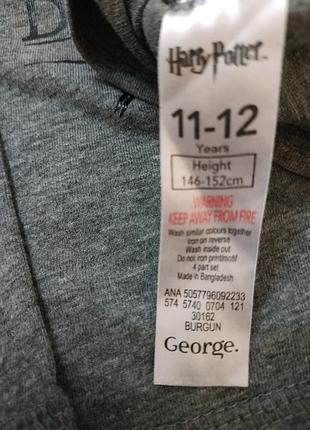 Harry Potter
11-12
Years
Height
146-152cm
WARNING
KEEP AWAY FROM FIRE
Wash similar colours together
Iron on reverse
Wash inside out
Do not iron print/motif
4 part set
Made in Bangladesh
ANA 5057796092233
574 5740 0704 121
30162
BURGUN
George.